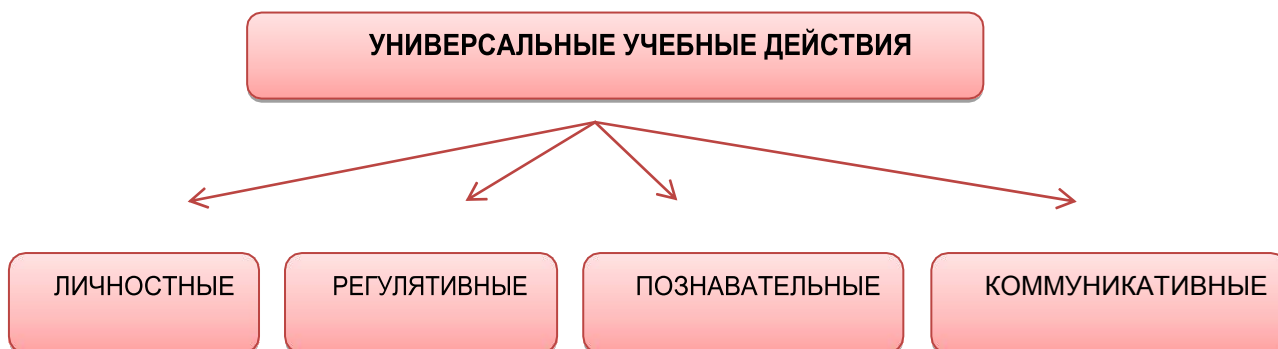 УНИВЕРСАЛЬНЫЕ УЧЕБНЫЕ ДЕЙСТВИЯ
ЛИЧНОСТНЫЕ
РЕГУЛЯТИВНЫЕ
ПОЗНАВАТЕЛЬНЫЕ
КОММУНИКАТИВНЫЕ